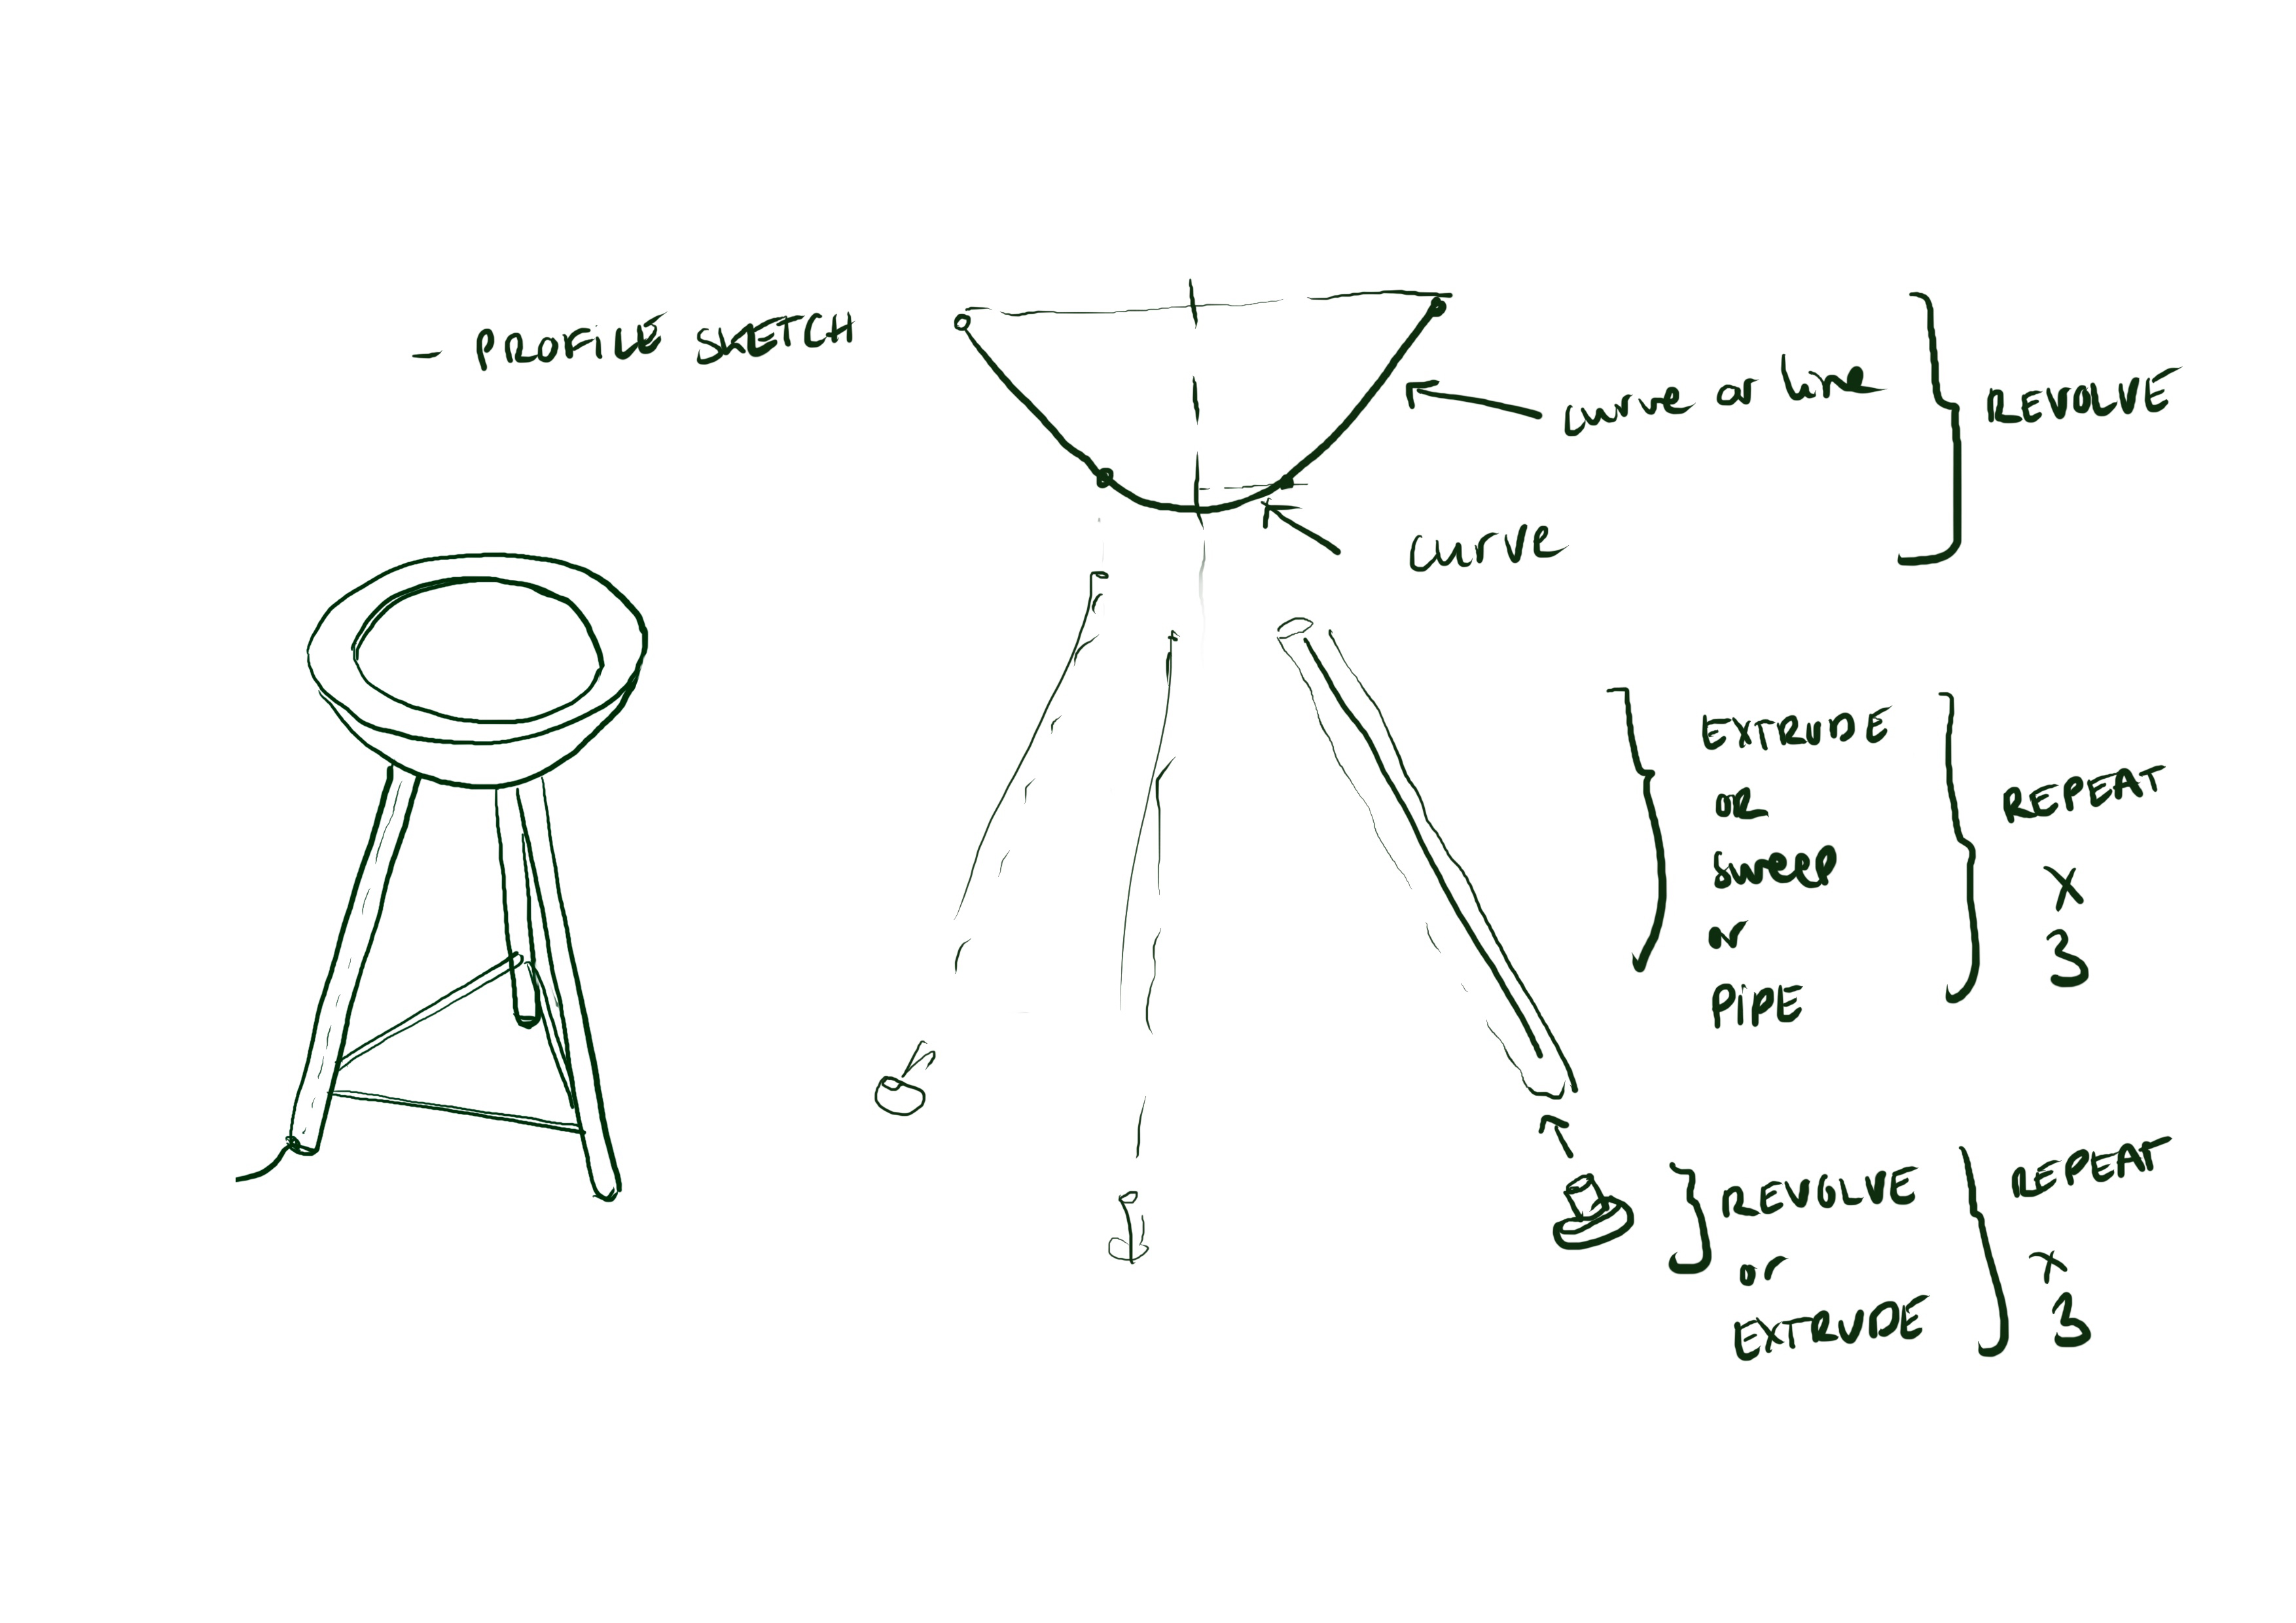 - PROFILE SKETCH
curve or line
REVOLVE
curve
EXTRUDE
OR
sweep
or
PIPE
REPEAT
X
3
REVOLVE
or
EXTRUDE
REPEAT
X
3